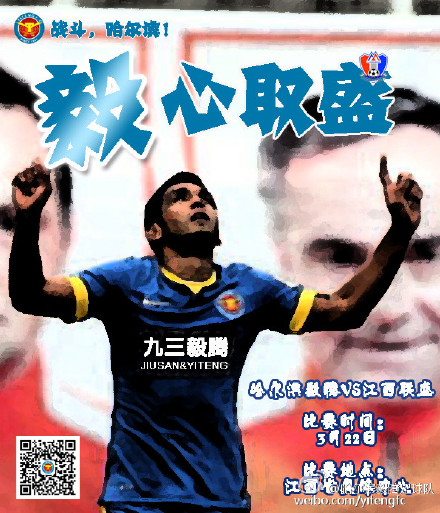 战斗，哈尔滨！
毅心取盛
九三毅腾
JIUSAN&YITENG
哈尔滨毅腾VS江西联盛
比赛时间：
3月22日
比赛地点：
weibo.com/yitengfc